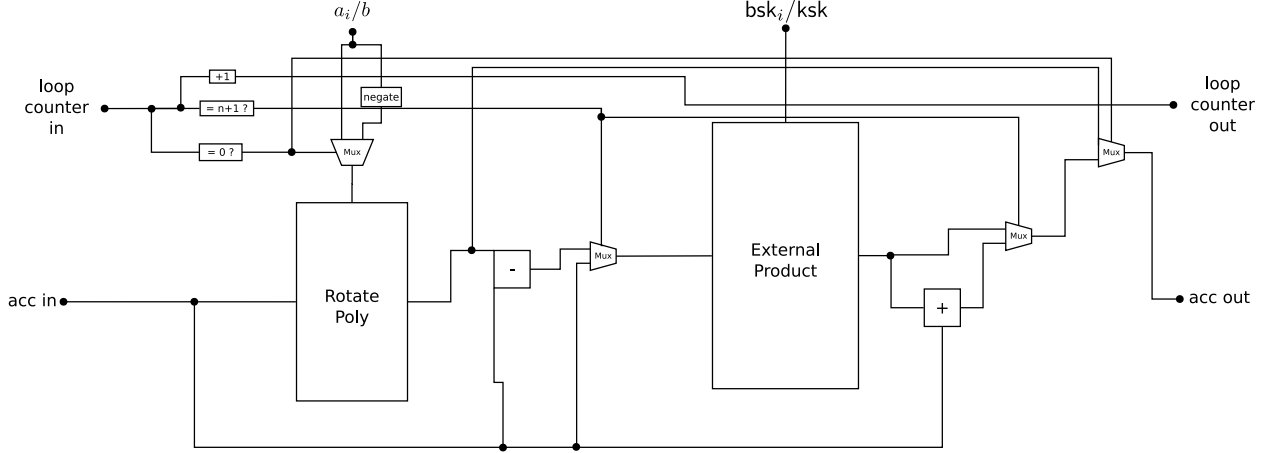 a_i/b
bsk_i/ksk
loop
counter
in
+1
= n+1 ?
= 0 ?
negate
Mux
loop
counter
out
Mux
Rotate
Poly
-
Mux
External
Product
Mux
+
acc in
acc out